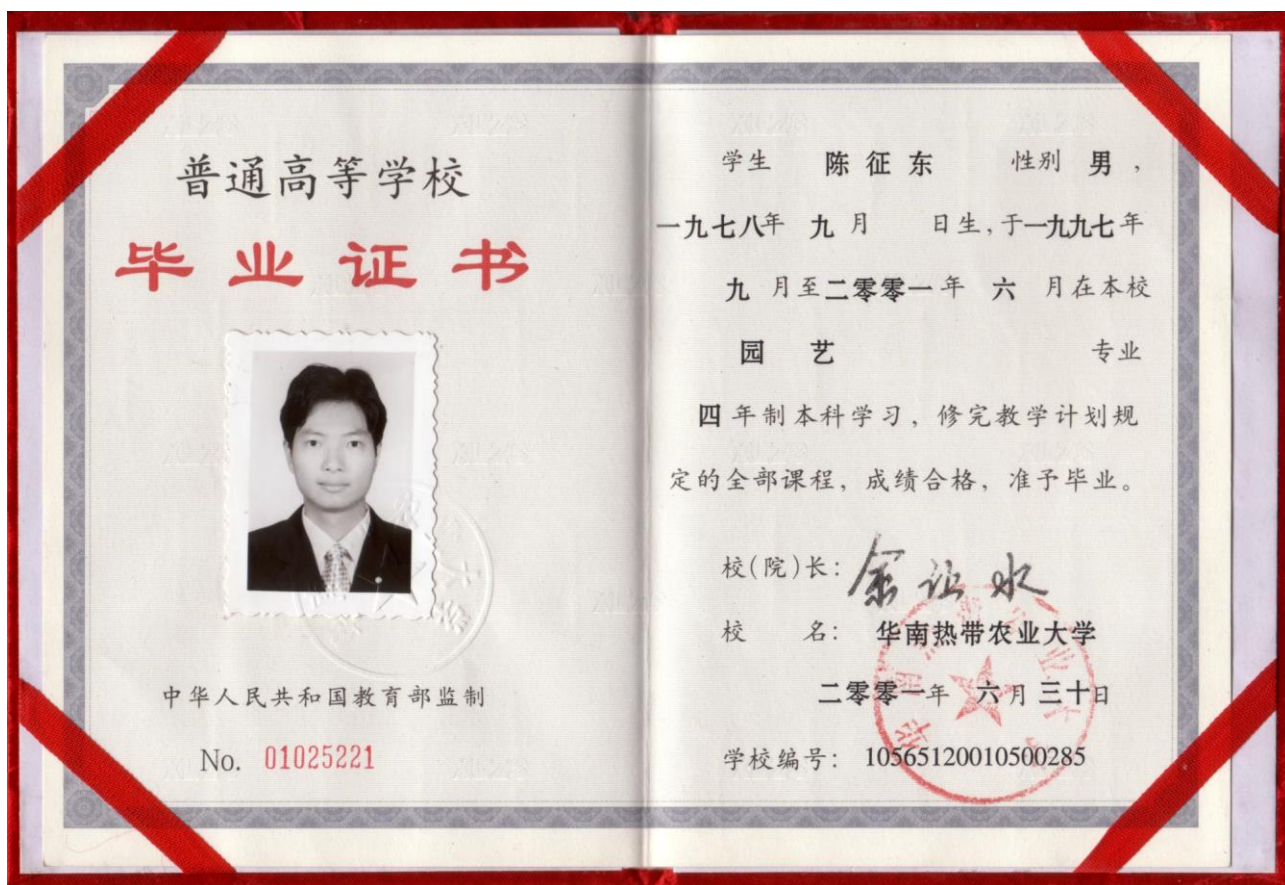 普通高等学校
毕业证书
中华人民共和国教育部监制
No. 01025221
学生 陈征东 性别 男，
一九七八年 九月 日生，于一九九七年
九 月至二零零一年 六 月在本校
园 艺 专业
四年制本科学习，修完教学计划规
定的全部课程，成绩合格，准予毕业。
校(院)长：余让水
校 名：华南热带农业大学
二零零一年 六月三十日
学校编号：105651200105002​85